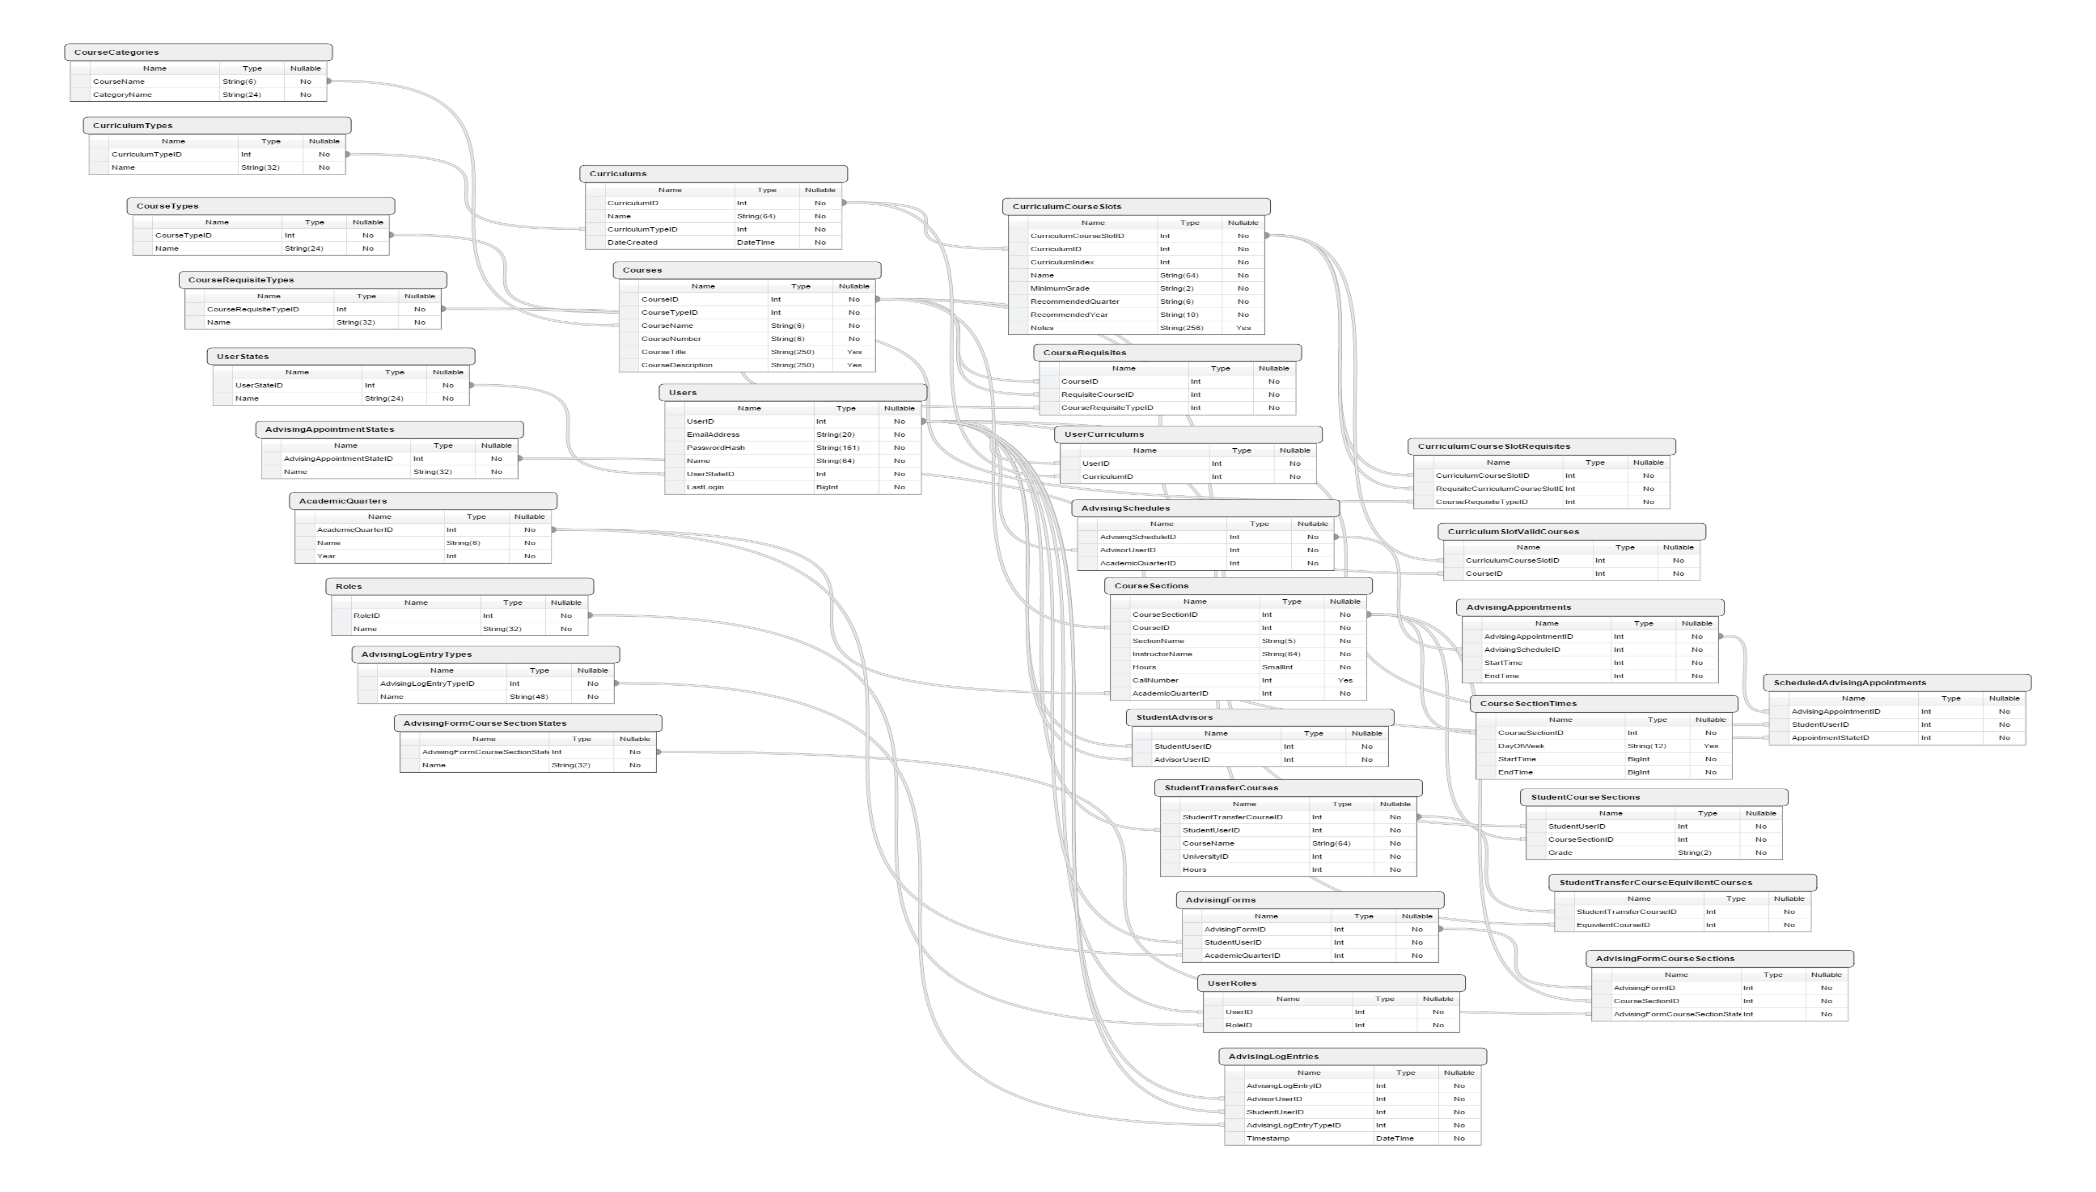 CourseCategories
Name Type Nullable
CourseName String(6) No
CategoryName String(24) No
CurriculumTypes
Name Type Nullable
CurriculumTypeID Int No
Name String(32) No
CourseTypes
Name Type Nullable
CourseTypeID Int No
Name String(24) No
CourseRequisiteTypes
Name Type Nullable
CourseRequisiteTypeID Int No
Name String(32) No
UserStates
Name Type Nullable
UserStateID Int No
Name String(24) No
AdvisingAppointmentStates
Name Type Nullable
AdvisingAppointmentStateID Int No
Name String(32) No
AcademicQuarters
Name Type Nullable
AcademicQuarterID Int No
Name String(6) No
Year Int No
Roles
Name Type Nullable
RoleID Int No
Name String(32) No
AdvisingLogEntryTypes
Name Type Nullable
AdvisingLogEntryTypeID Int No
Name String(48) No
AdvisingFormCourseSectionStates
Name Type Nullable
AdvisingFormCourseSectionState Int No
Name String(32) No
Curriculums
Name Type Nullable
CurriculumID Int No
Name String(64) No
CurriculumTypeID Int No
DateCreated DateTime No
Courses
Name Type Nullable
CourseID Int No
CourseTypeID Int No
CourseName String(6) No
CourseNumber String(8) No
CourseTitle String(250) Yes
CourseDescription String(250) Yes
Users
Name Type Nullable
UserID Int No
EmailAddress String(20) No
PasswordHash String(161) No
Name String(64) No
UserStateID Int No
LastLogin BigInt No
CurriculumCourseSlots
Name Type Nullable
CurriculumCourseSlotID Int No
CurriculumID Int No
CurriculumIndex Int No
Name String(64) No
MinimumGrade String(2) No
RecommendedQuarter String(6) No
RecommendedYear String(10) No
Notes String(256) Yes
CourseRequisites
Name Type Nullable
CourseID Int No
RequisiteCourseID Int No
CourseRequisiteTypeID Int No
UserCurriculums
Name Type Nullable
UserID Int No
CurriculumID Int No
AdvisingSchedules
Name Type Nullable
AdvisingScheduleID Int No
AdvisorUserID Int No
AcademicQuarterID Int No
CourseSections
Name Type Nullable
CourseSectionID Int No
CourseID Int No
SectionName String(5) No
InstructorName String(64) No
Hours SmallInt No
CallNumber Int Yes
AcademicQuarterID Int No
StudentAdvisors
Name Type Nullable
StudentUserID Int No
AdvisorUserID Int No
StudentTransferCourses
Name Type Nullable
StudentTransferCourseID Int No
StudentUserID Int No
CourseName String(64) No
UniversityID Int No
Hours Int No
AdvisingForms
Name Type Nullable
AdvisingFormID Int No
StudentUserID Int No
AcademicQuarterID Int No
UserRoles
Name Type Nullable
UserID Int No
RoleID Int No
AdvisingLogEntries
Name Type Nullable
AdvisingLogEntryID Int No
AdvisorUserID Int No
StudentUserID Int No
AdvisingLogEntryTypeID Int No
Timestamp DateTime No
CurriculumCourseSlotRequisites
Name Type Nullable
CurriculumCourseSlotID Int No
RequisiteCurriculumCourseSlotID Int No
CourseRequisiteTypeID Int No
CurriculumSlotValidCourses
Name Type Nullable
CurriculumCourseSlotID Int No
CourseID Int No
AdvisingAppointments
Name Type Nullable
AdvisingAppointmentID Int No
AdvisingScheduleID Int No
StartTime Int No
EndTime Int No
CourseSectionTimes
Name Type Nullable
CourseSectionID Int No
DayOfWeek String(12) Yes
StartTime BigInt No
EndTime BigInt No
StudentCourseSections
Name Type Nullable
StudentUserID Int No
CourseSectionID Int No
Grade String(2) No
StudentTransferCourseEquivilentCourses
Name Type Nullable
StudentTransferCourseID Int No
EquivilentCourseID Int No
AdvisingFormCourseSections
Name Type Nullable
AdvisingFormID Int No
CourseSectionID Int No
AdvisingFormCourseSectionState Int No
ScheduledAdvisingAppointments
Name Type Nullable
AdvisingAppointmentID Int No
StudentUserID Int No
AppointmentStateID Int No